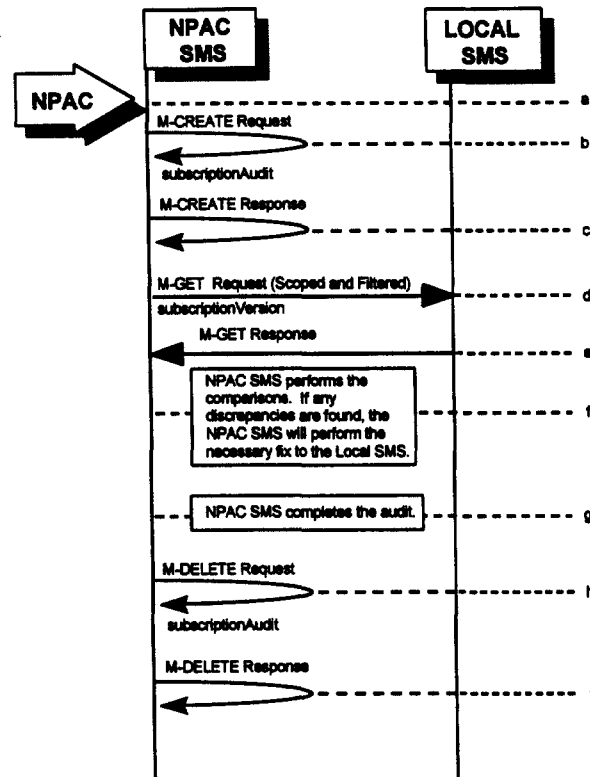 NPAC
SMS
LOCAL
SMS
NPAC
a
M-CREATE Request
b
subscriptionAudit
M-CREATE Response
c
M-GET Request (Scoped and Filtered)
d
subscriptionVersion
M-GET Response
e
NPAC SMS performs the
comparisons. If any
discrepancies are found, the
f
NPAC SMS will perform the
necessary fix to the Local SMS.
NPAC SMS completes the audit.
g
M-DELETE Request
h
subscriptionAudit
M-DELETE Response